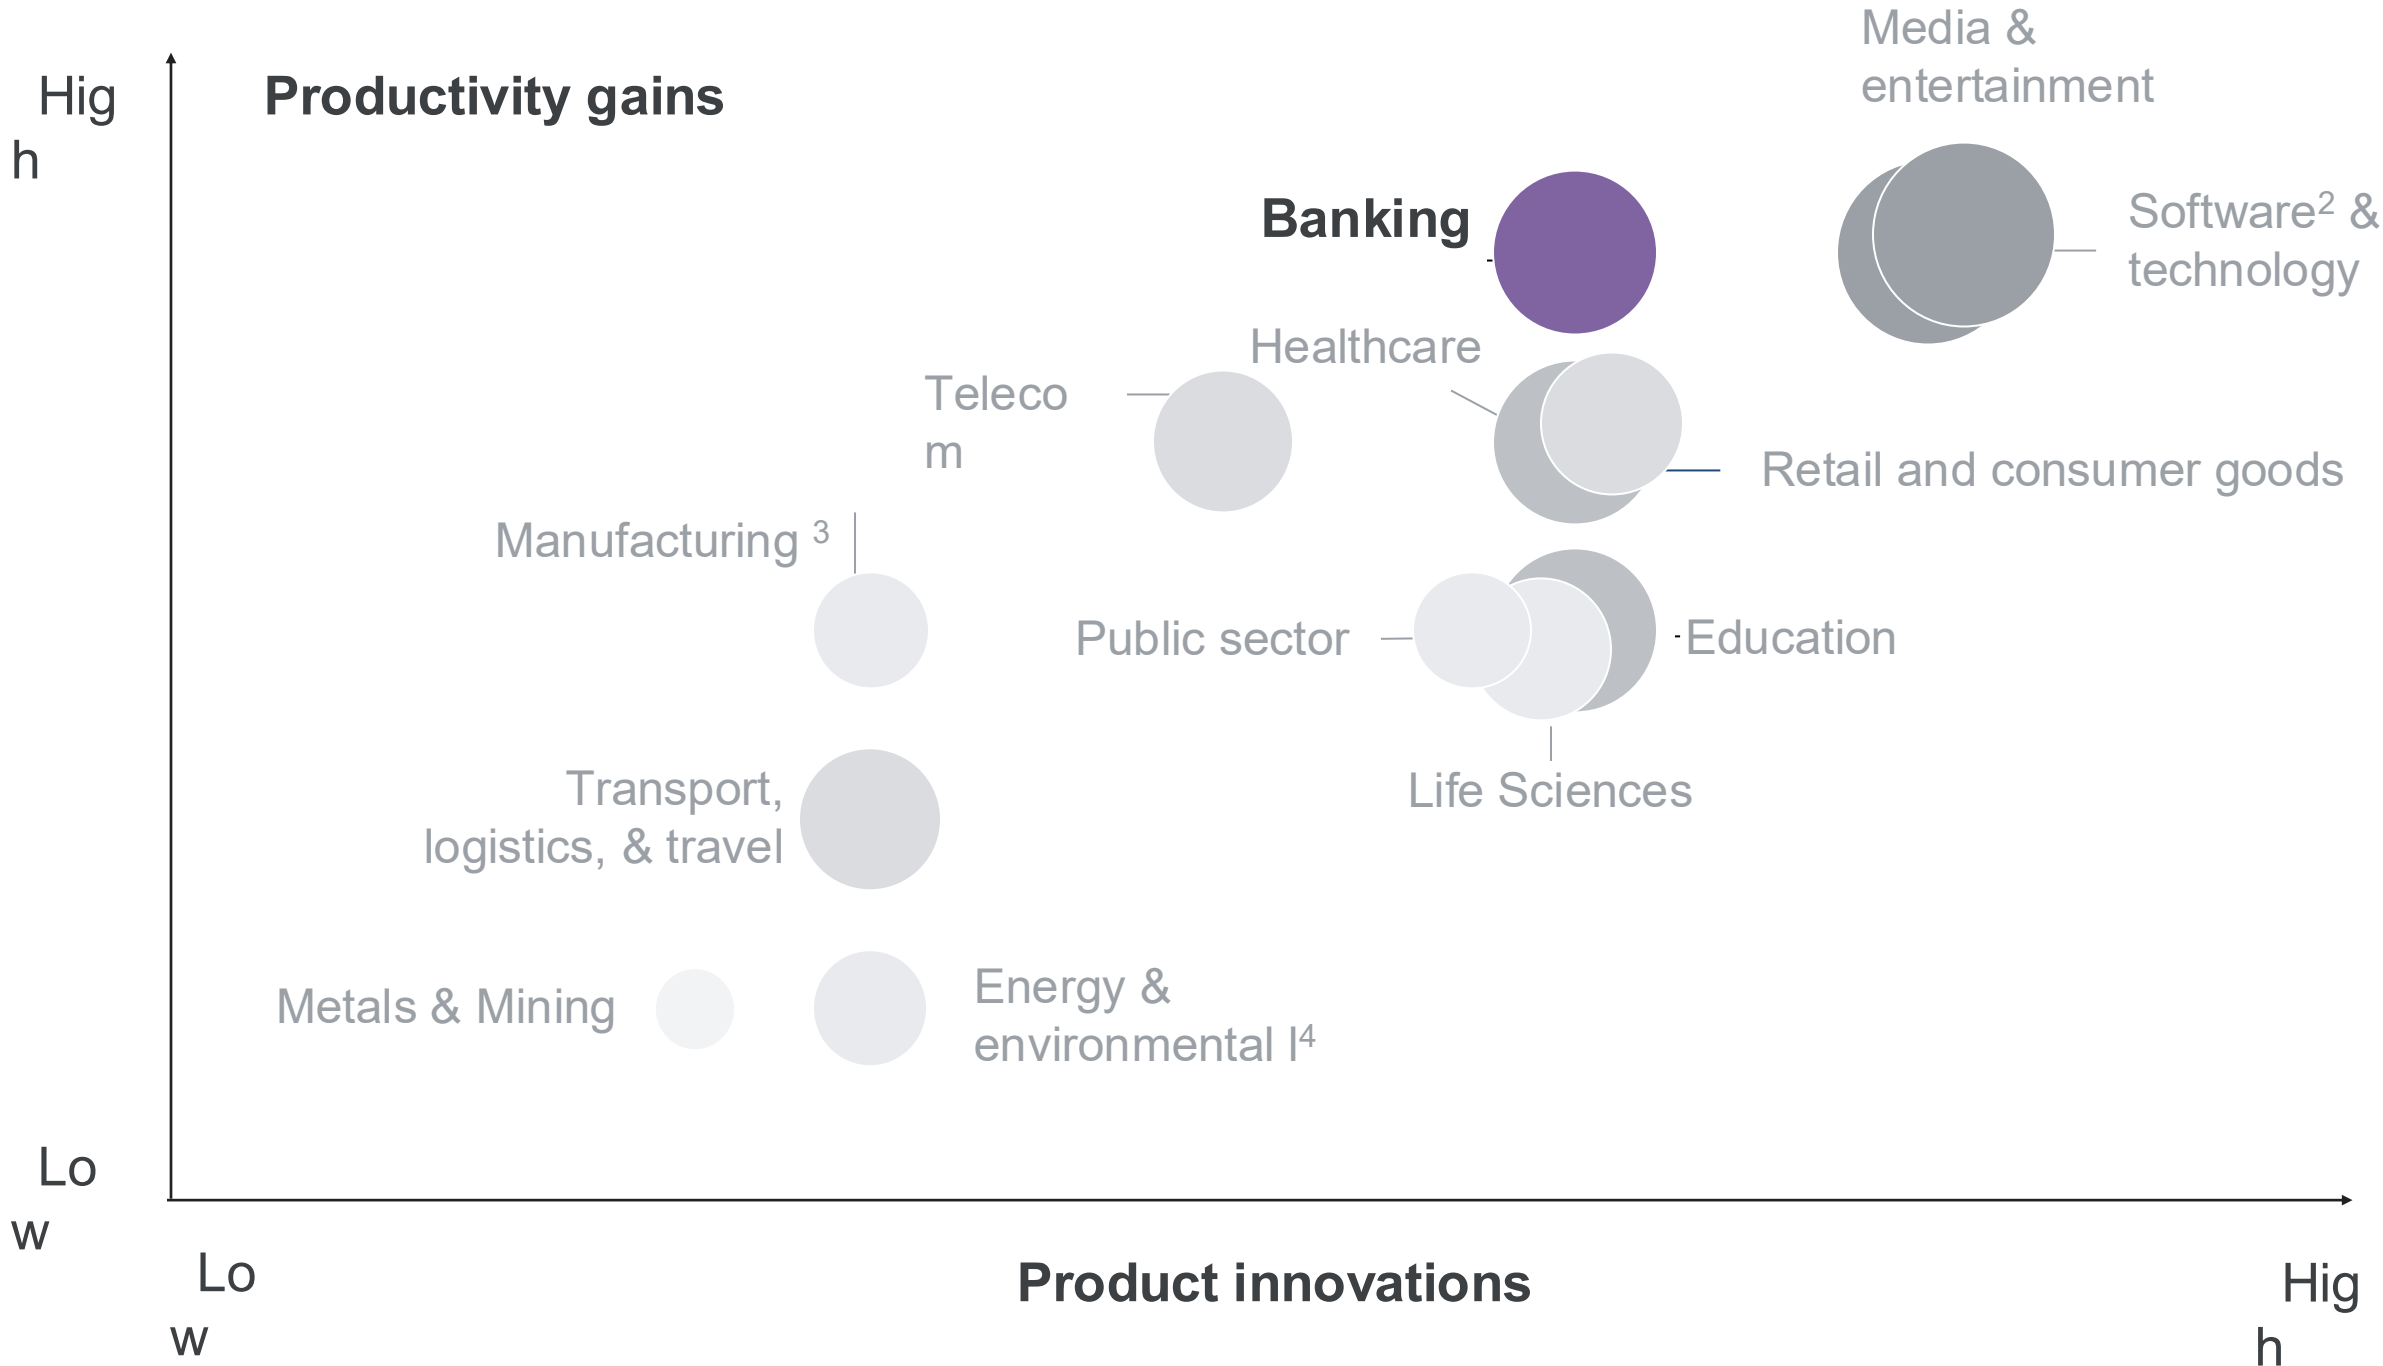 Media &
entertainment
Hig
h
Productivity gains
Banking
Software2 &
technology
Healthcare
Teleco
m
Retail and consumer goods
Manufacturing 3
Public sector
Education
Transport,
logistics, & travel
Life Sciences
Metals & Mining
Energy &
environmental I4
Lo
w
Lo
w
Product innovations
Hig
h